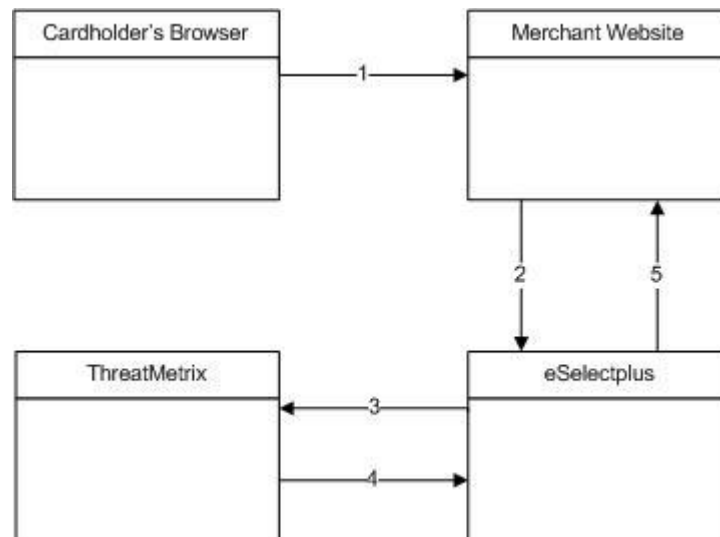 Cardholder's Browser
Merchant Website
1
2
5
ThreatMetrix
eSelectplus
3
4